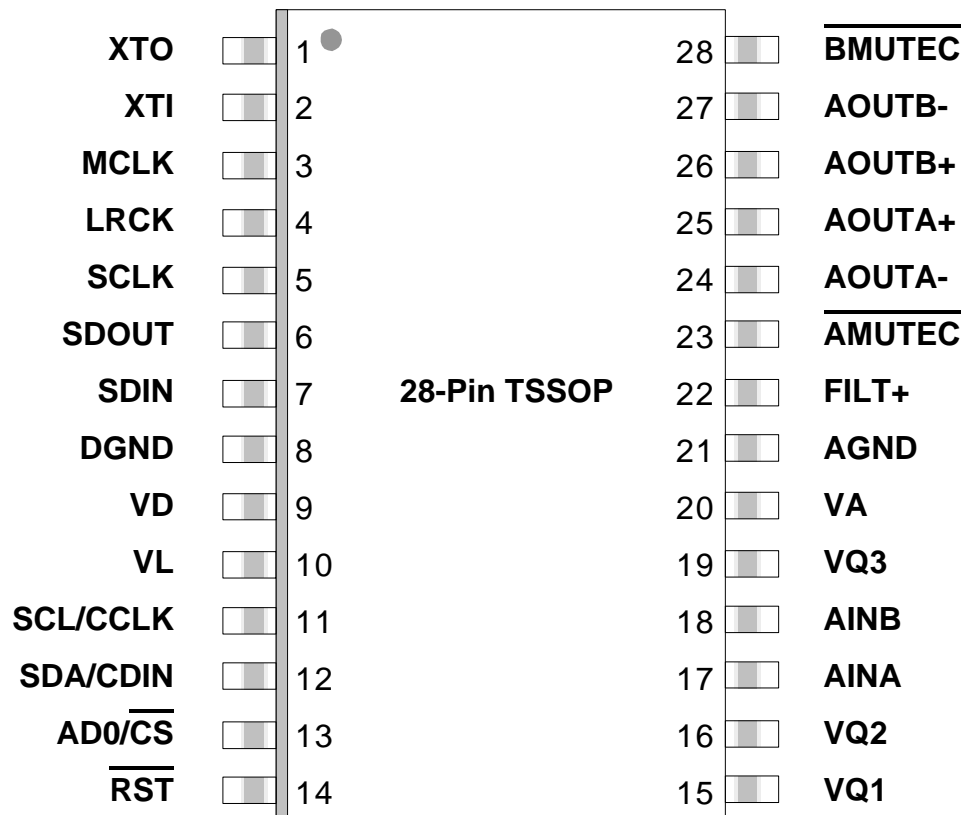 XTO 1 28 BMUTEC
XTI 2 27 AOUTB-
MCLK 3 26 AOUTB+
LRCK 4 25 AOUTA+
SCLK 5 24 AOUTA-
SDOUT 6 23 AMUTEC
SDIN 7 28-Pin TSSOP 22 FILT+
DGND 8 21 AGND
VD 9 20 VA
VL 10 19 VQ3
SCL/CCLK 11 18 AINB
SDA/CDIN 12 17 AINA
AD0/CS 13 16 VQ2
RST 14 15 VQ1